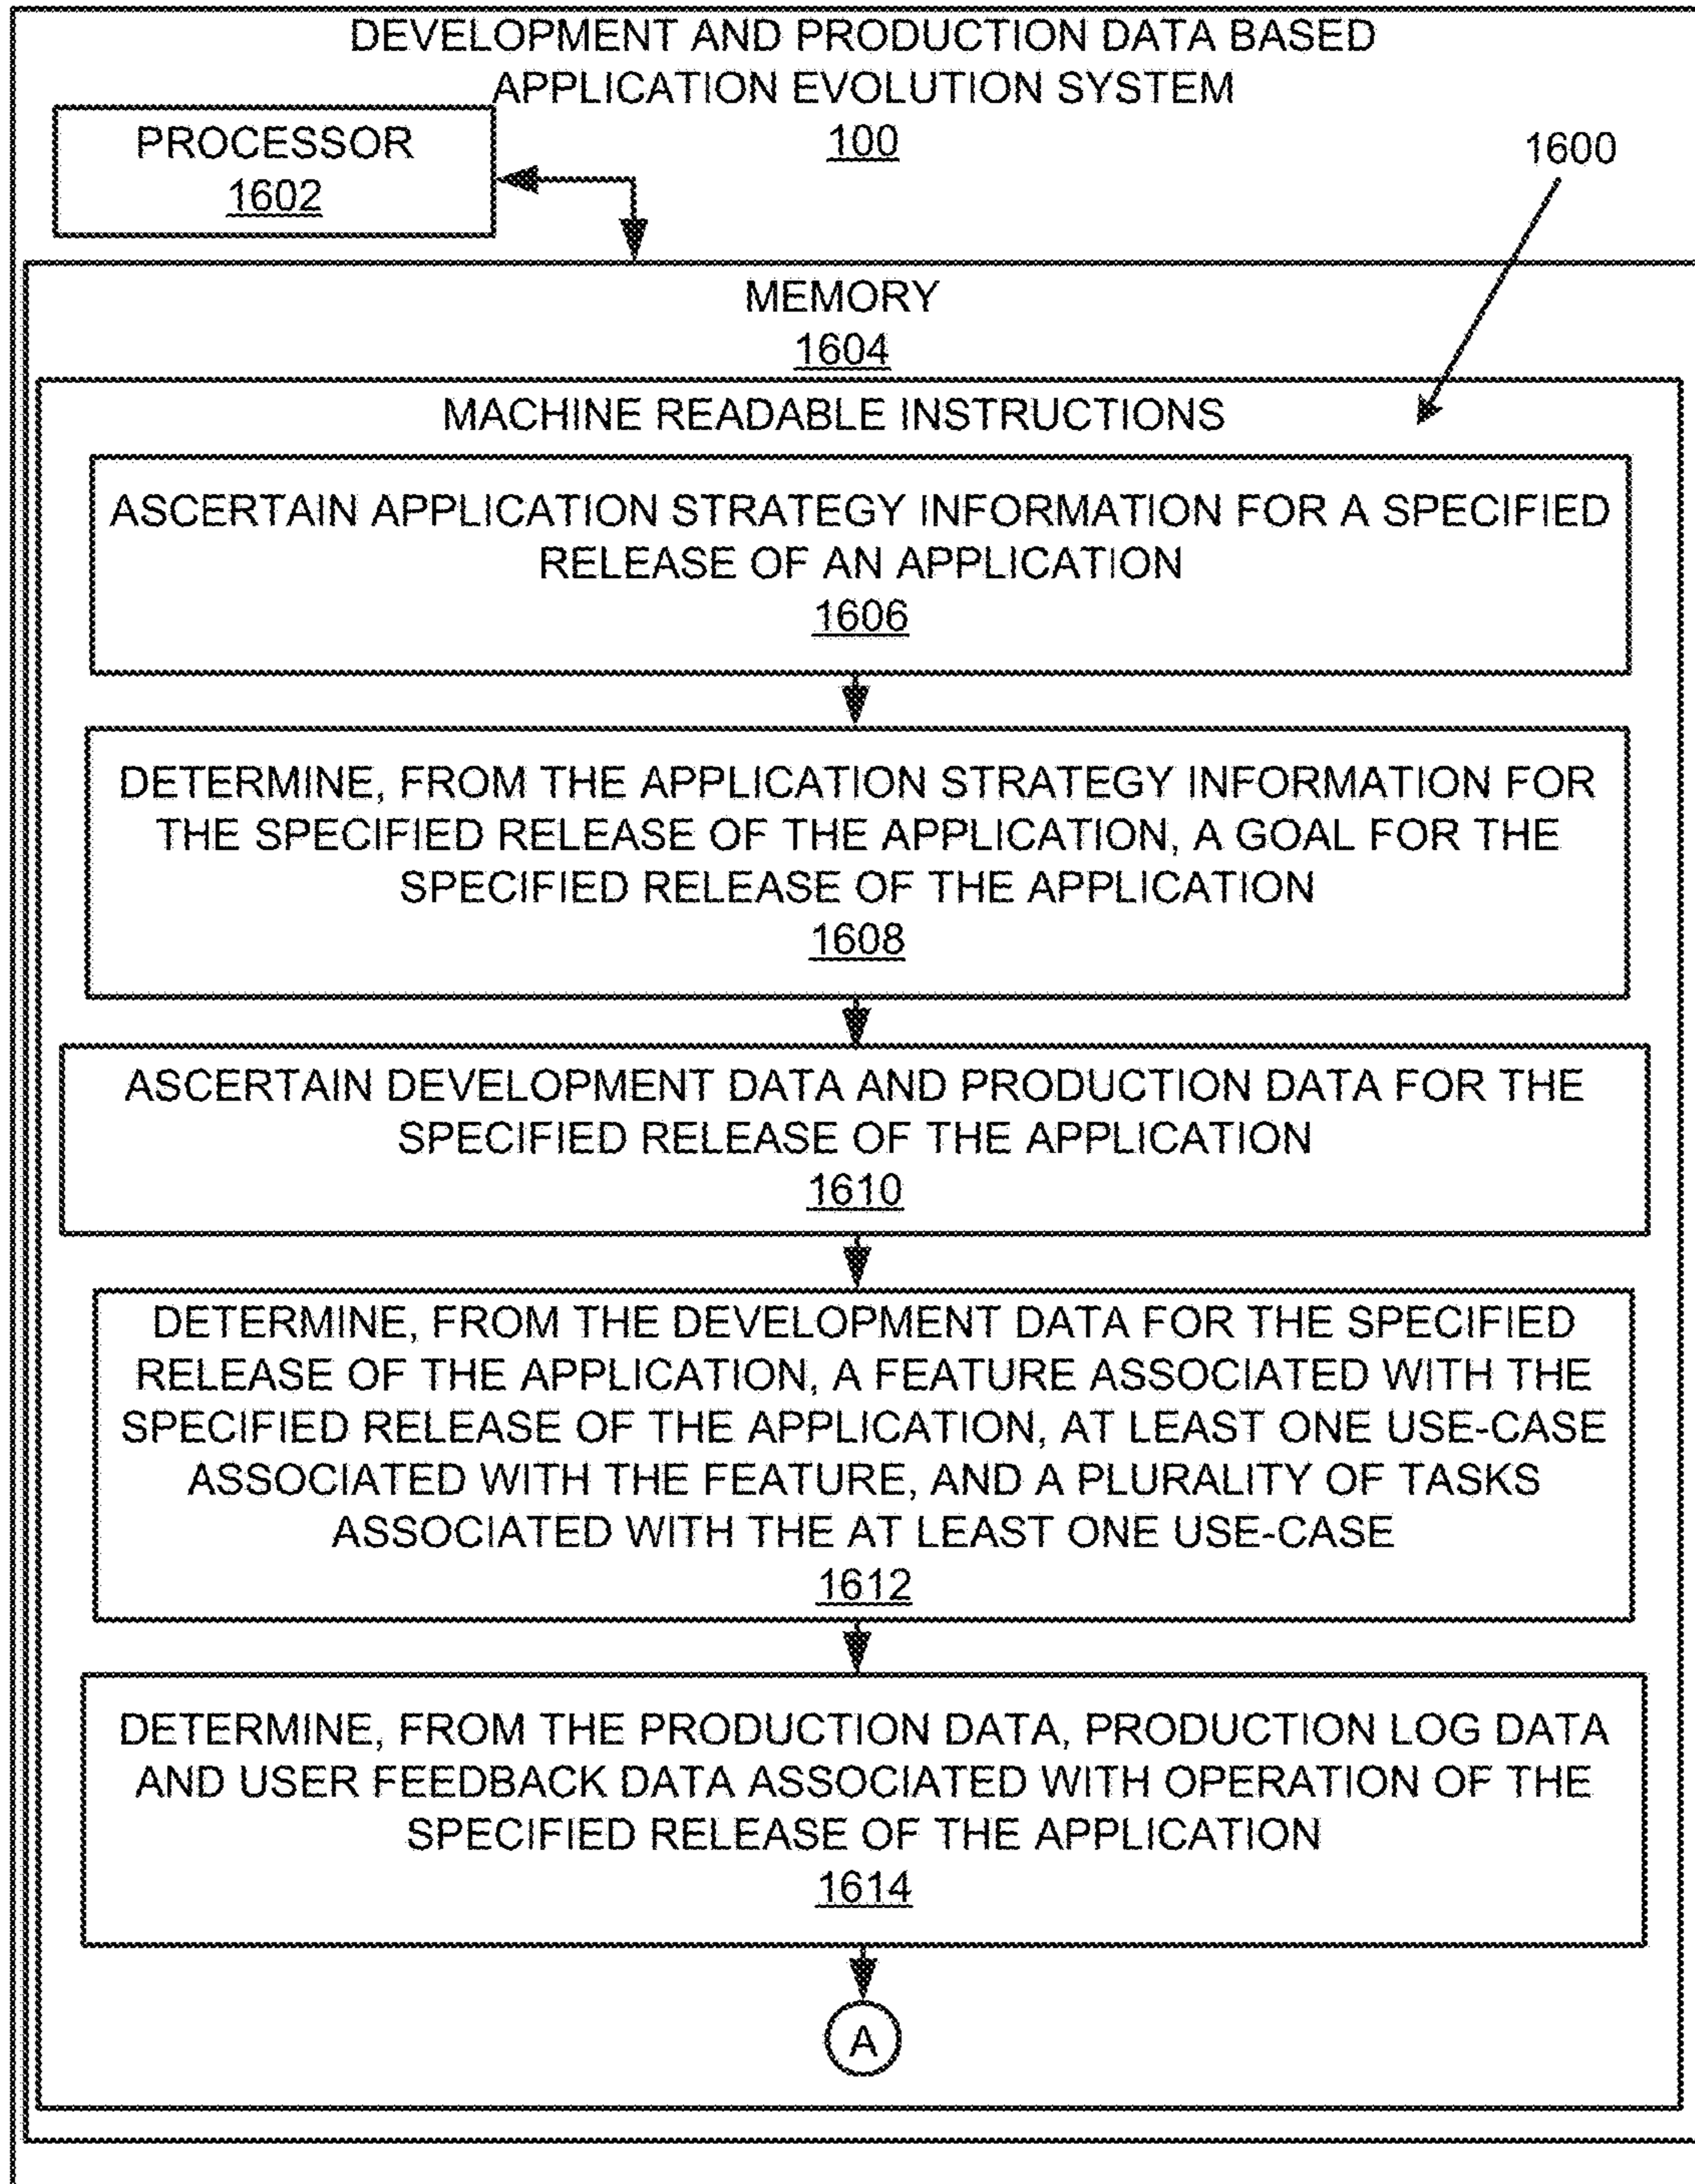 DEVELOPMENT AND PRODUCTION DATA BASED
APPLICATION EVOLUTION SYSTEM
100
PROCESSOR
1602
1600
MEMORY
1604
MACHINE READABLE INSTRUCTIONS
ASCERTAIN APPLICATION STRATEGY INFORMATION FOR A SPECIFIED
RELEASE OF AN APPLICATION
1606
DETERMINE, FROM THE APPLICATION STRATEGY INFORMATION FOR
THE SPECIFIED RELEASE OF THE APPLICATION, A GOAL FOR THE
SPECIFIED RELEASE OF THE APPLICATION
1608
ASCERTAIN DEVELOPMENT DATA AND PRODUCTION DATA FOR THE
SPECIFIED RELEASE OF THE APPLICATION
1610
DETERMINE, FROM THE DEVELOPMENT DATA FOR THE SPECIFIED
RELEASE OF THE APPLICATION, A FEATURE ASSOCIATED WITH THE
SPECIFIED RELEASE OF THE APPLICATION, AT LEAST ONE USE-CASE
ASSOCIATED WITH THE FEATURE, AND A PLURALITY OF TASKS
ASSOCIATED WITH THE AT LEAST ONE USE-CASE
1612
DETERMINE, FROM THE PRODUCTION DATA, PRODUCTION LOG DATA
AND USER FEEDBACK DATA ASSOCIATED WITH OPERATION OF THE
SPECIFIED RELEASE OF THE APPLICATION
1614
A